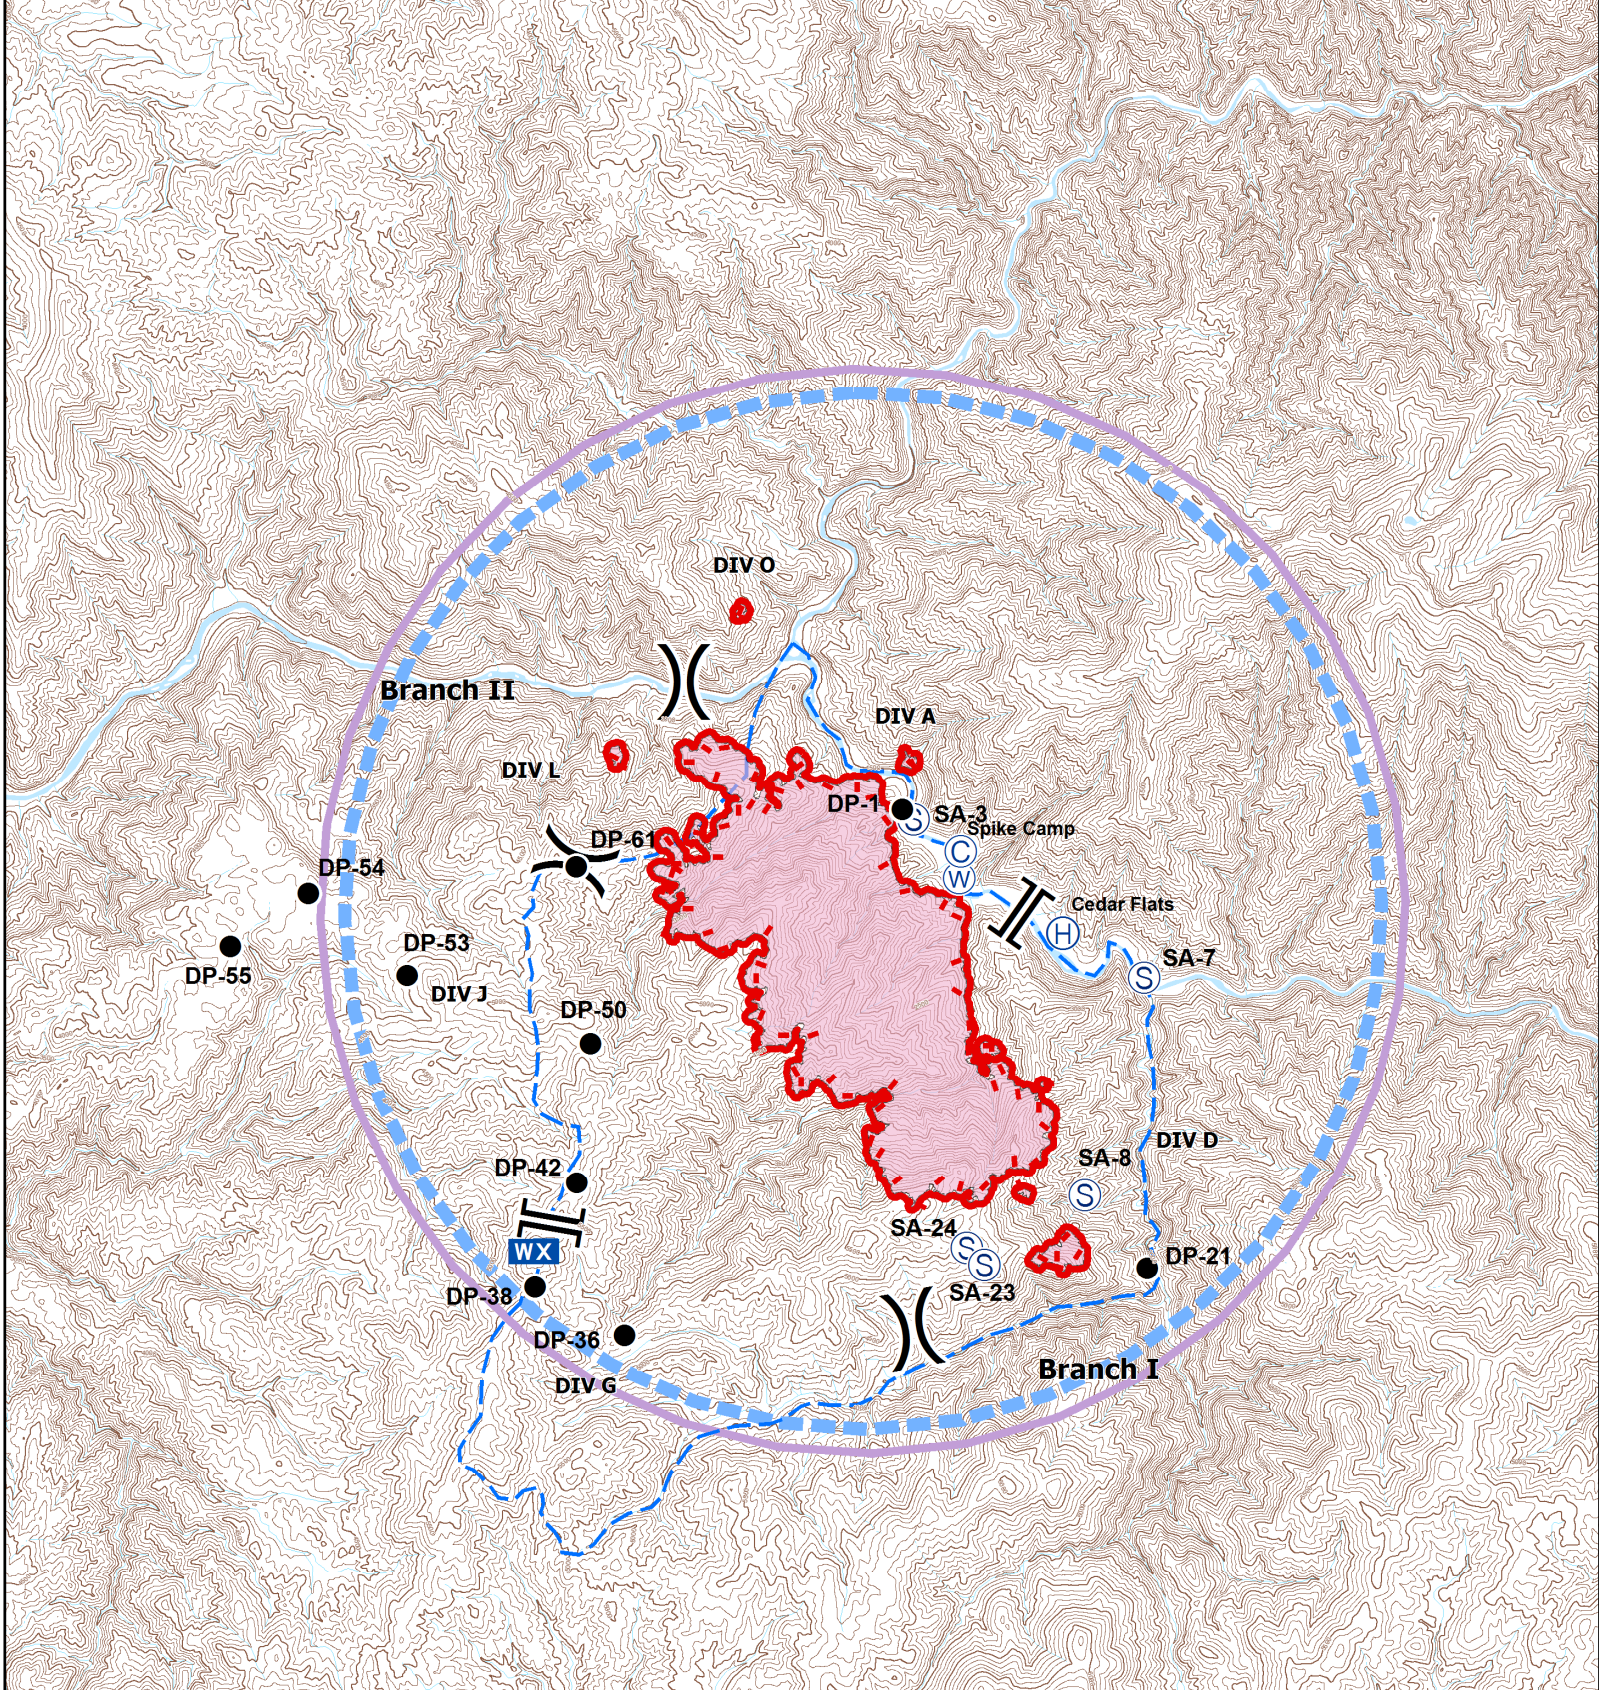 DIV O
Branch II
DIV A
DIV L
DP-1
S
SA-3
Spike Camp
DP-61
C
W
DP-54
Cedar Flats
H
DP-53
SA-7
DP-55
S
DIV J
DP-50
DIV D
SA-8
DP-42
S
SA-24
S
WX
DP-21
S
DP-38
SA-23
DP-36
Branch I
DIV G